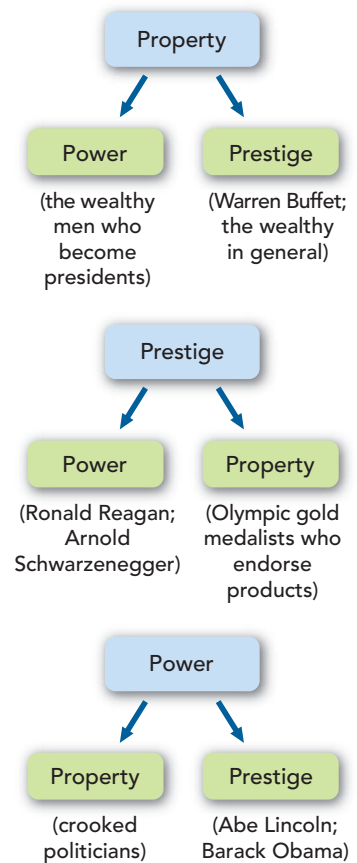 Property
Power
Prestige
(the wealthy
men who
become
presidents)
(Warren Buffet;
the wealthy
in general)
Prestige
Power
Property
(Ronald Reagan;
Arnold
Schwarzenegger)
(Olympic gold
medalists who
endorse
products)
Power
Property
Prestige
(crooked
politicians)
(Abe Lincoln;
Barack Obama)